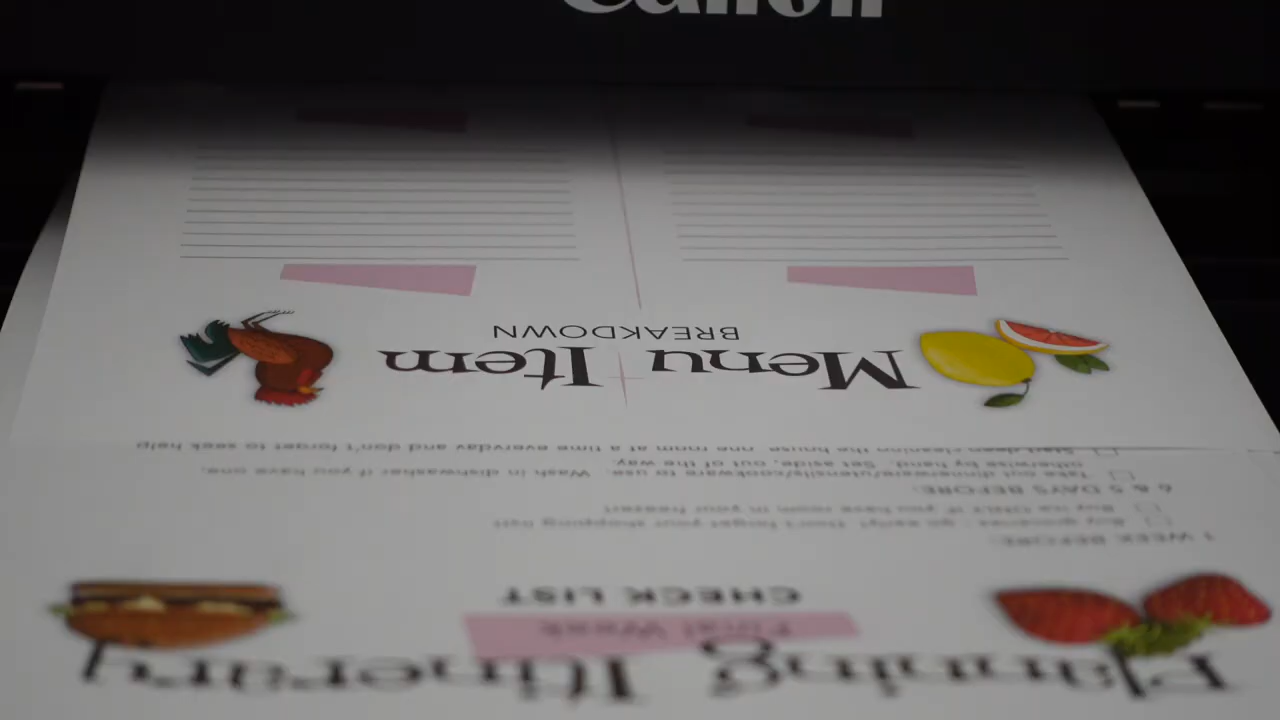 Canon
Menu Item
BREAKDOWN
Planning Itinerary
Final Week
CHECK LIST
1 WEEK BEFORE:
Buy groceries - go early! Don't forget your shopping list!
Buy ice ONLY if you have room in your freezer!
6 & 5 DAYS BEFORE:
Take out dinnerware/utensils/cookware to use. Wash in dishwasher if you have one,
otherwise by hand. Set aside, out of the way.
Start deep cleaning the house, one room at a time everyday and don't forget to seek help